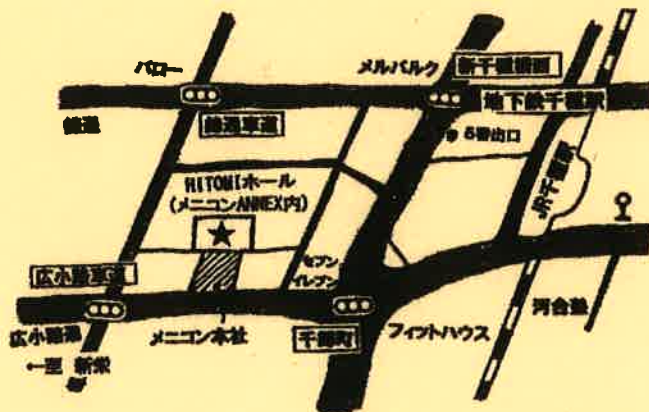 バロー
メルパルク
新千種橋西
地下鉄千種駅
錦通
錦通車道
5番出口
HITOMIホール
(メニコンANNEX内)
JR千種駅
セブン
イレブン
広小路車道
広小路通
メニコン本社
千種町
フィットハウス
河合塾
←至 新栄